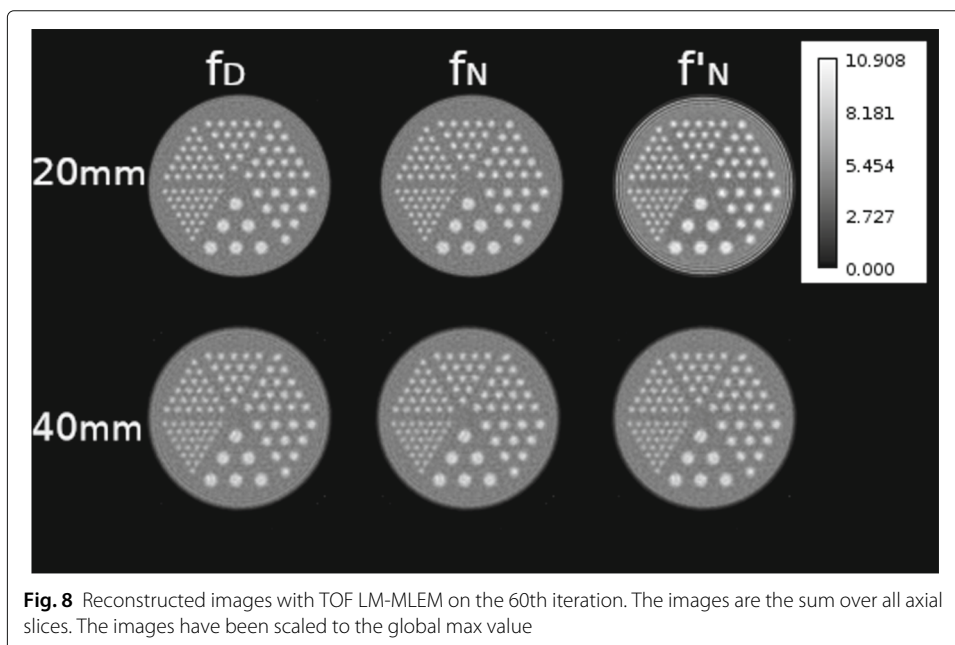 fD fN f'N
10.908
8.181
5.454
2.727
0.000
20mm
40mm
Fig. 8 Reconstructed images with TOF LM-MLEM on the 60th iteration. The images are the sum over all axial
slices. The images have been scaled to the global max value